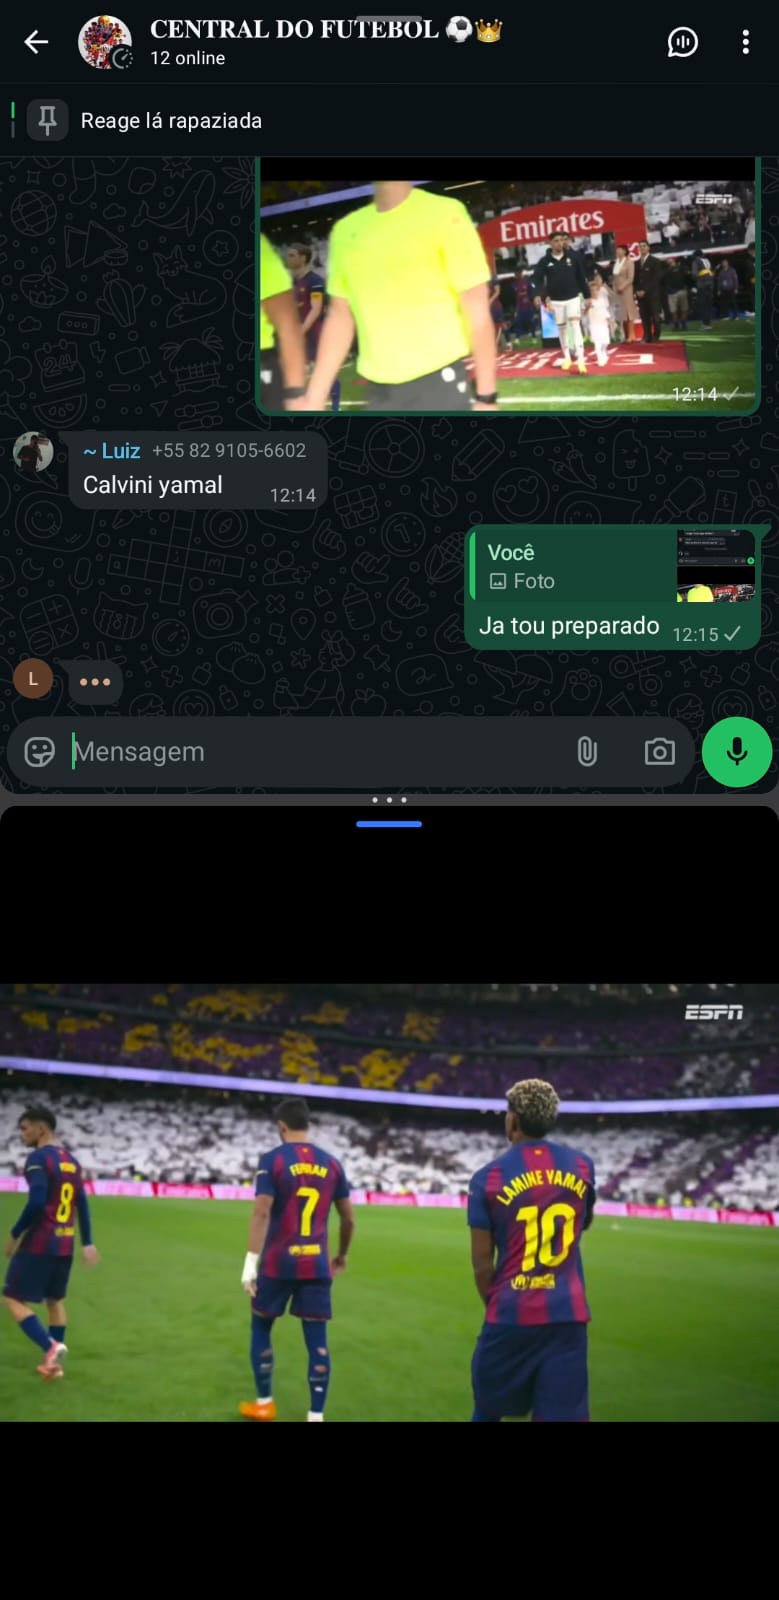 CENTRAL DO FUTEBOL ⚽👑
12 online
Reage lá rapaziada
ESPN
Emirates
12:14
~ Luiz +55 82 9105-6602
Calvini yamal
12:14
Você
Foto
Ja tou preparado
12:15
L
Mensagem
ESPN
8
FERRAN
7
LAMINE YAMAL
10